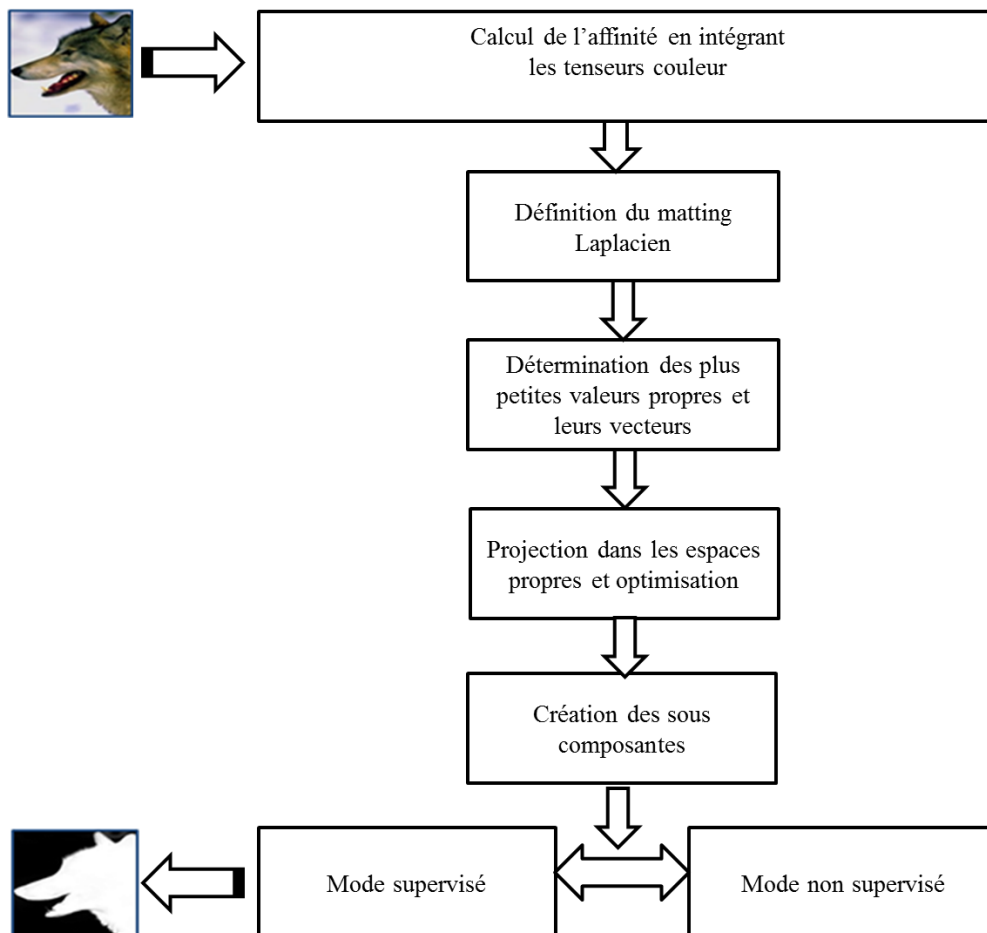 Calcul de l’affinité en intégrant
les tenseurs couleur
Définition du matting
Laplacien
Détermination des plus
petites valeurs propres et
leurs vecteurs
Projection dans les espaces
propres et optimisation
Création des sous
composantes
Mode supervisé
Mode non supervisé